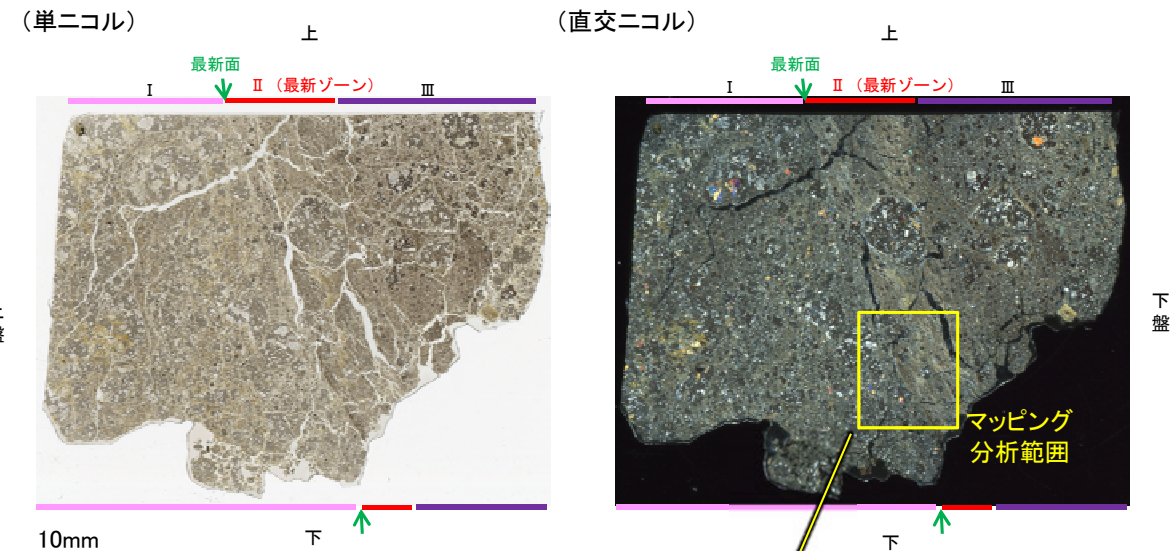 （単ニコル）
上
最新面
Ⅰ
Ⅱ（最新ゾーン）
Ⅲ
盤
10mm
下
（直交ニコル）
上
最新面
Ⅰ
Ⅱ（最新ゾーン）
Ⅲ
下
盤
マッピング
分析範囲
下